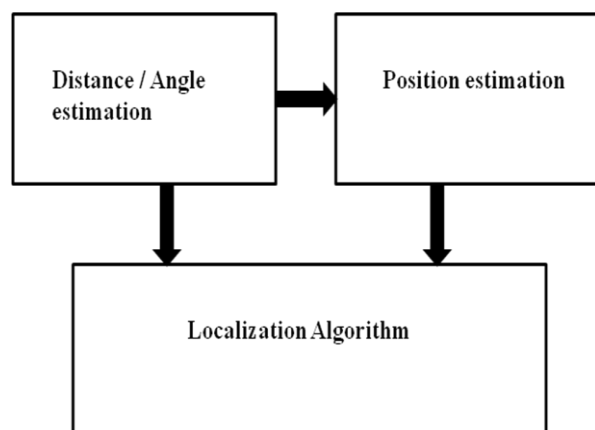 Distance / Angle
estimation
Position estimation
Localization Algorithm